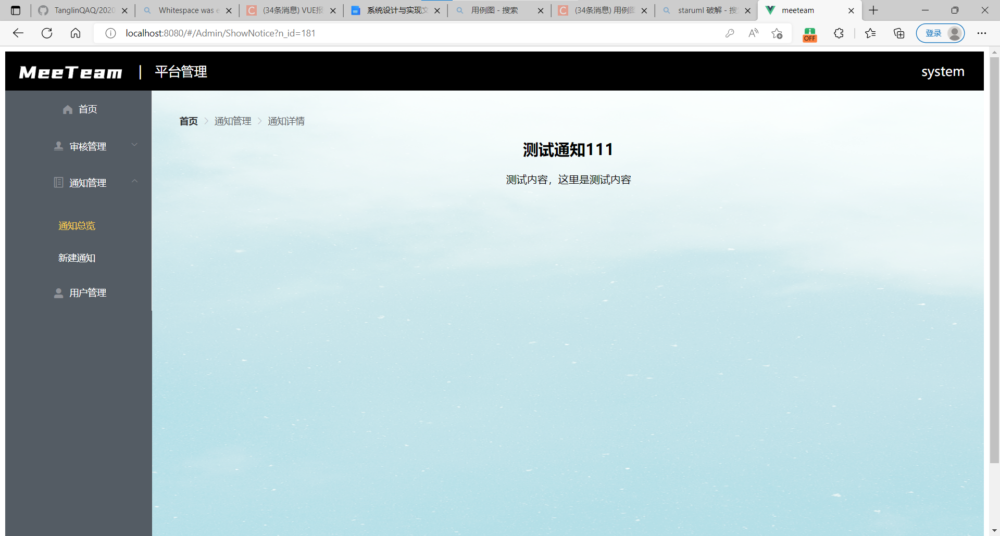 TanglinQAQ/2020
Whitespace was e
(34条消息) VUE报
系统设计与实现文
用例图 - 搜索
(34条消息) 用例图
staruml 破解 - 搜索
meeteam
localhost:8080/#/Admin/ShowNotice?n_id=181
OFF
登录
MeeTeam | 平台管理
system
首页
审核管理
通知管理
通知总览
新建通知
用户管理
首页 > 通知管理 > 通知详情
测试通知111
测试内容，这里是测试内容